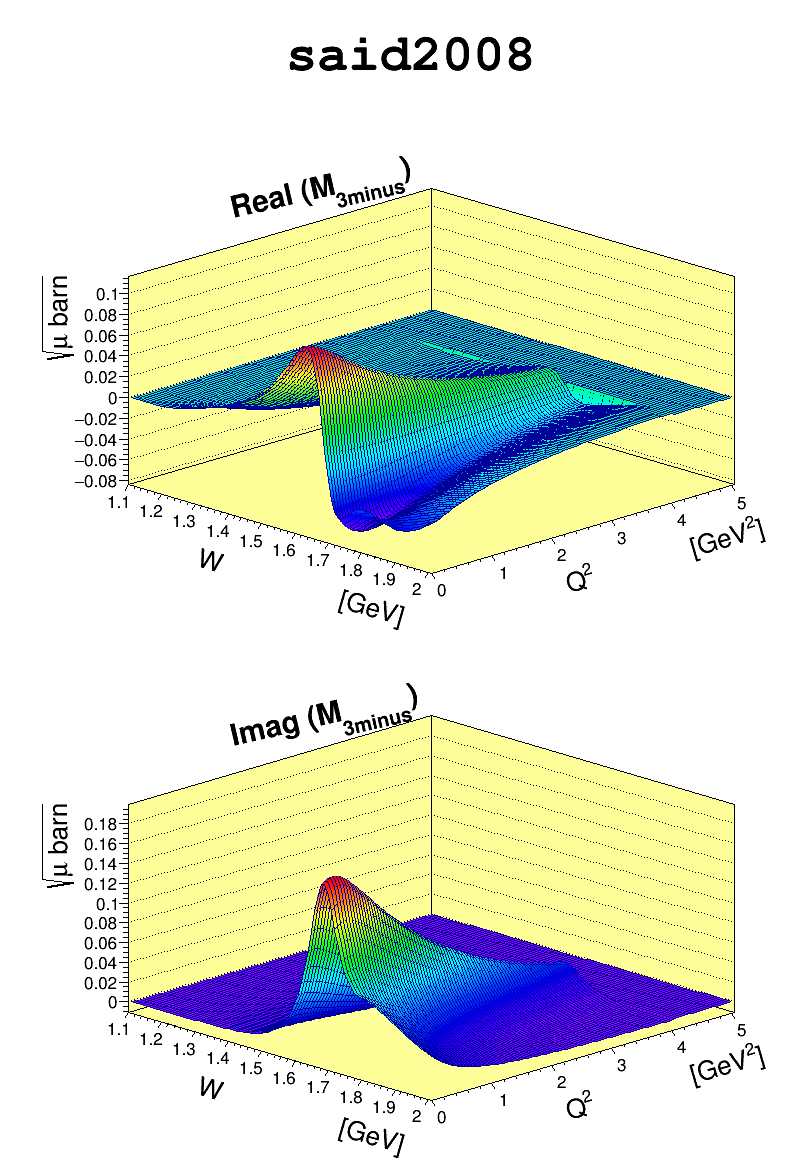 said2008
Real (M3minus)
√μ barn
0.1
0.08
0.06
0.04
0.02
0
−0.02
−0.04
−0.06
−0.08
1.1 1.2 1.3 1.4 1.5 1.6 1.7 1.8 1.9 2
W
[GeV]
0 1 2 3 4 5
Q²
[GeV²]
Imag (M3minus)
√μ barn
0.18
0.16
0.14
0.12
0.1
0.08
0.06
0.04
0.02
0
1.1 1.2 1.3 1.4 1.5 1.6 1.7 1.8 1.9 2
W
[GeV]
0 1 2 3 4 5
Q²
[GeV²]